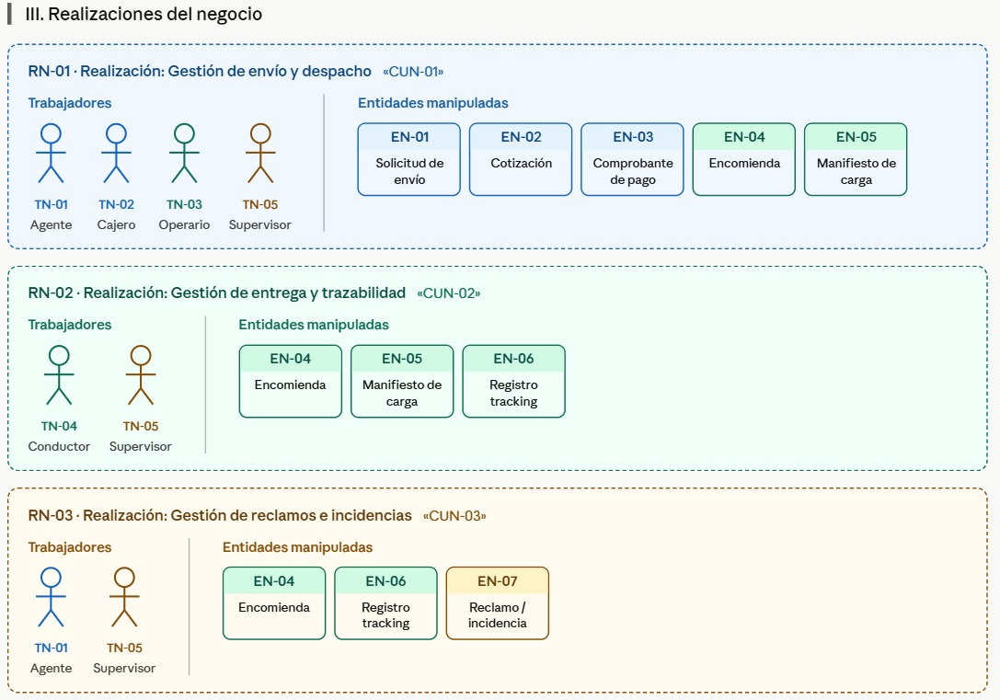 III. Realizaciones del negocio
RN-01 · Realización: Gestión de envío y despacho «CUN-01»
Trabajadores
TN-01
Agente
TN-02
Cajero
TN-03
Operario
TN-05
Supervisor
Entidades manipuladas
EN-01
Solicitud de
envío
EN-02
Cotización
EN-03
Comprobante
de pago
EN-04
Encomienda
EN-05
Manifiesto de
carga
RN-02 · Realización: Gestión de entrega y trazabilidad «CUN-02»
Trabajadores
TN-04
Conductor
TN-05
Supervisor
Entidades manipuladas
EN-04
Encomienda
EN-05
Manifiesto de
carga
EN-06
Registro
tracking
RN-03 · Realización: Gestión de reclamos e incidencias «CUN-03»
Trabajadores
TN-01
Agente
TN-05
Supervisor
Entidades manipuladas
EN-04
Encomienda
EN-06
Registro
tracking
EN-07
Reclamo /
incidencia